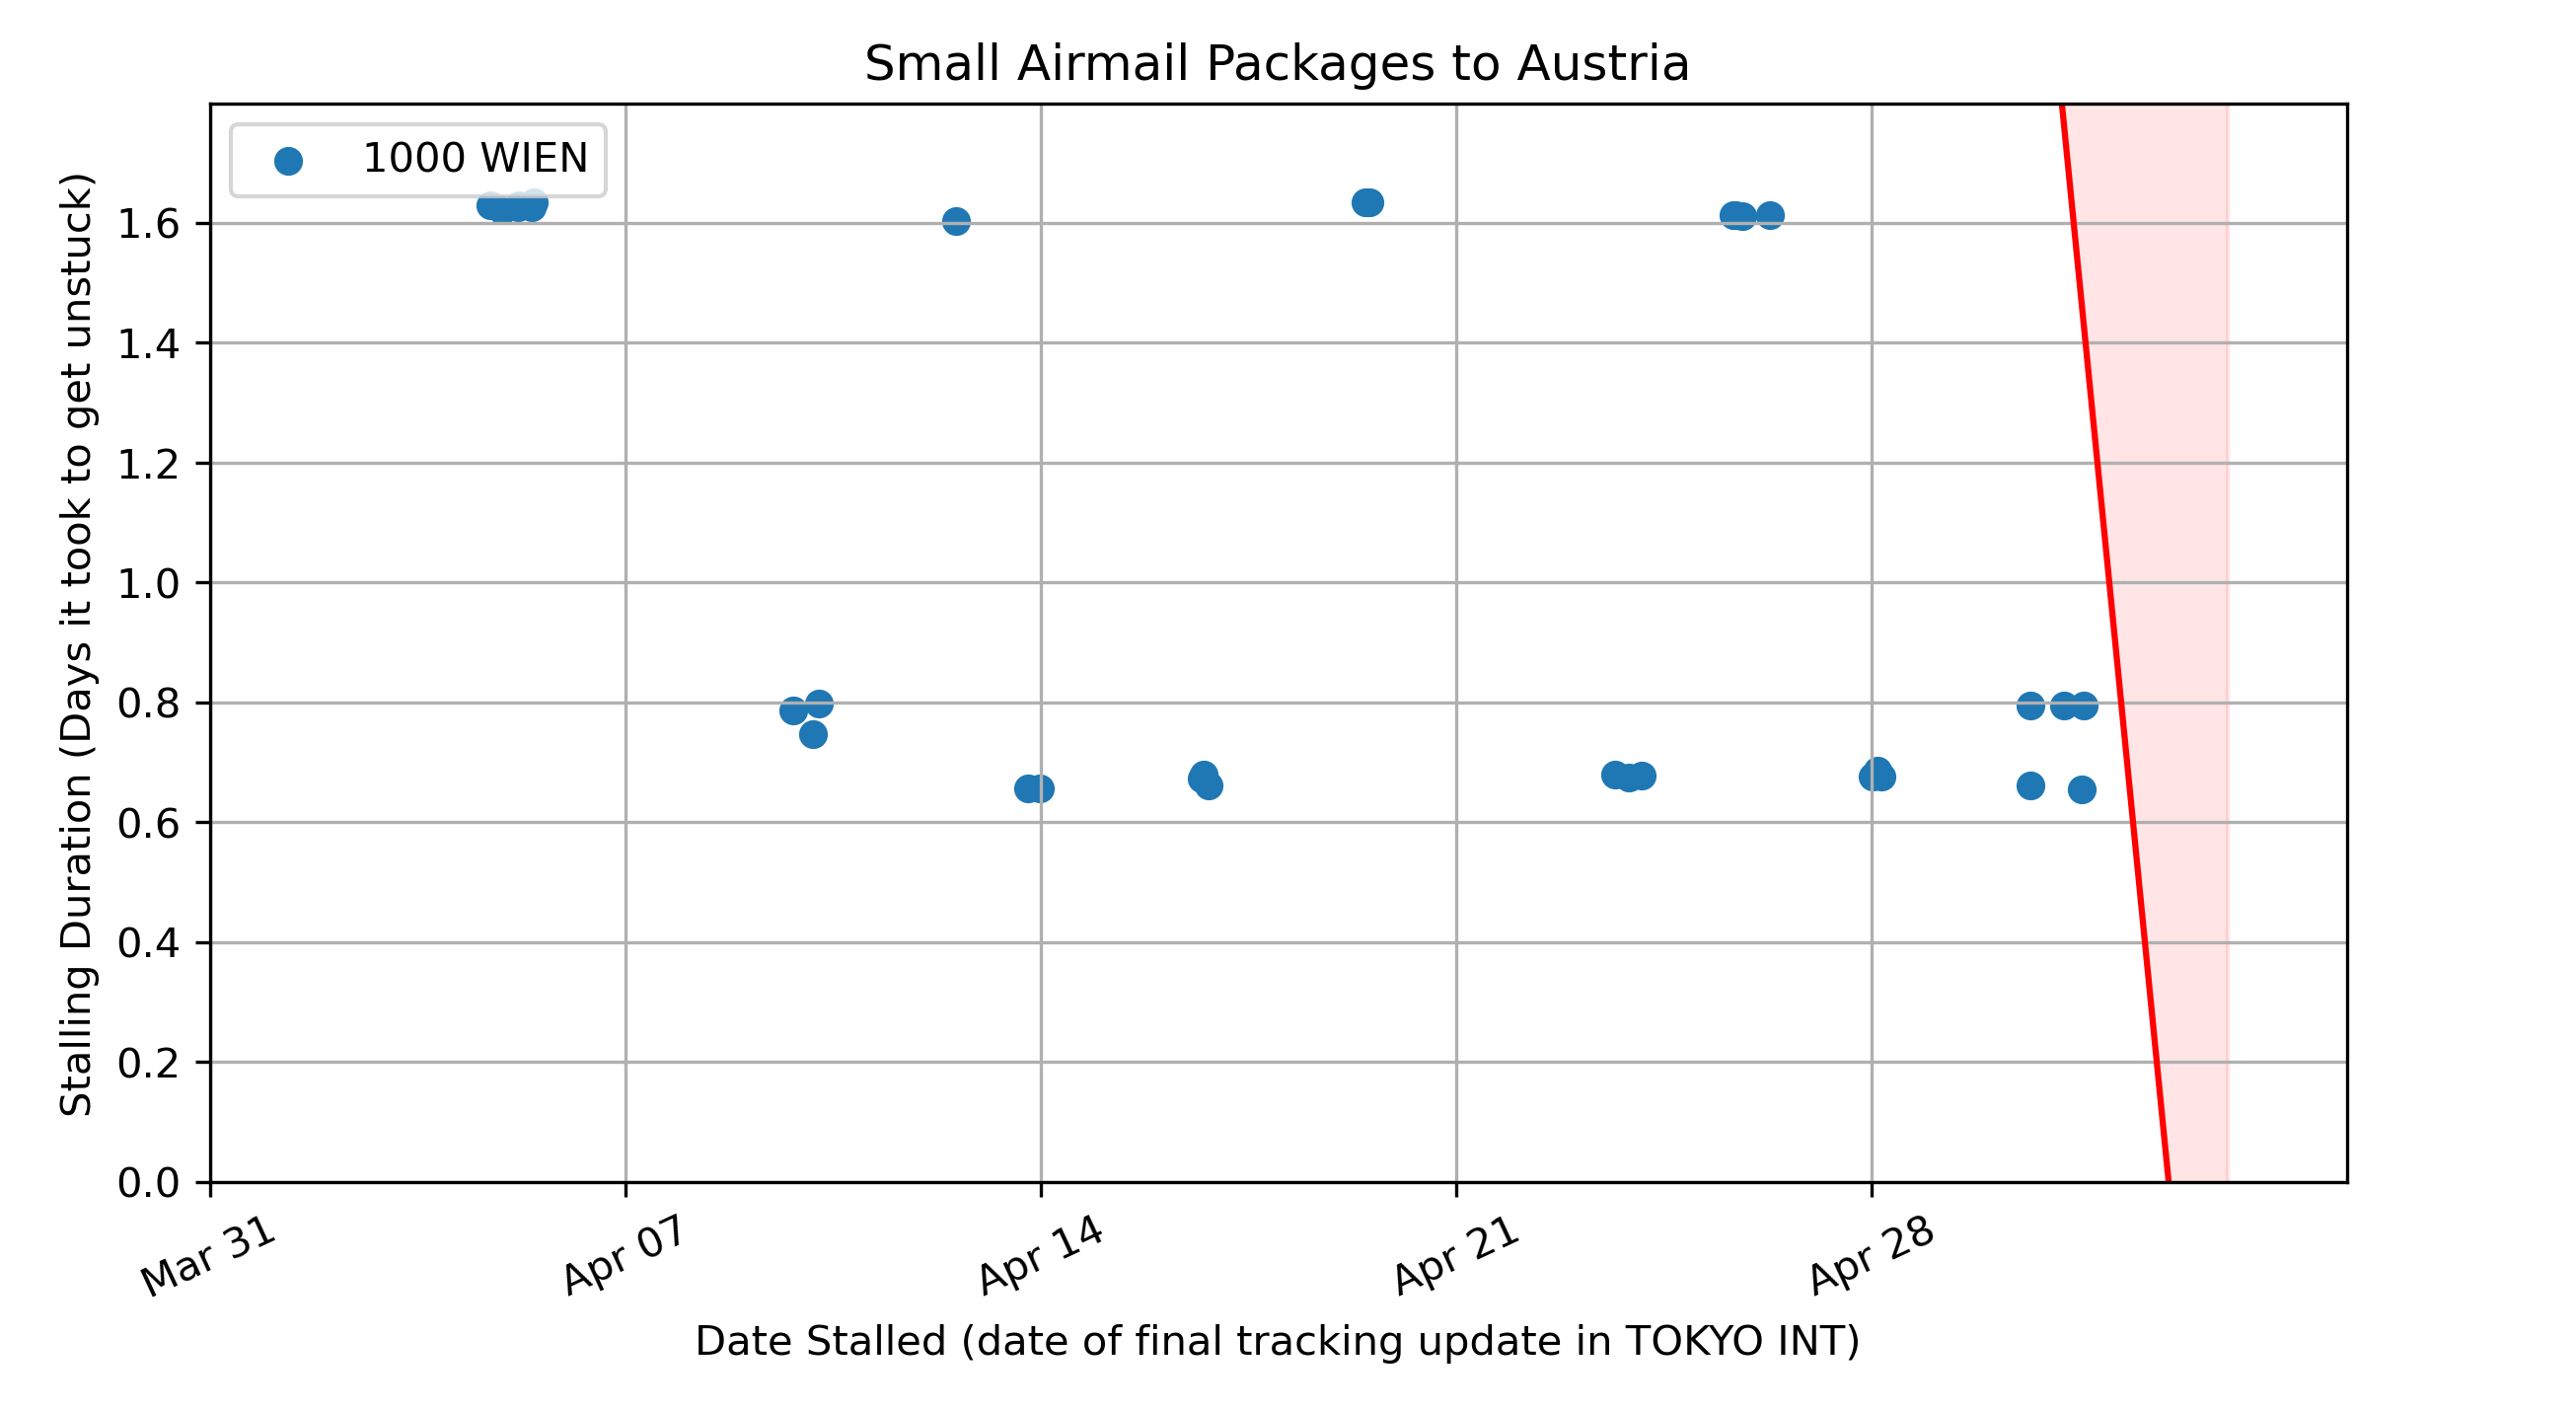 Small Airmail Packages to Austria
1000 WIEN
Stalling Duration (Days it took to get unstuck)
1.6
1.4
1.2
1.0
0.8
0.6
0.4
0.2
0.0
Mar 31
Apr 07
Apr 14
Apr 21
Apr 28
Date Stalled (date of final tracking update in TOKYO INT)